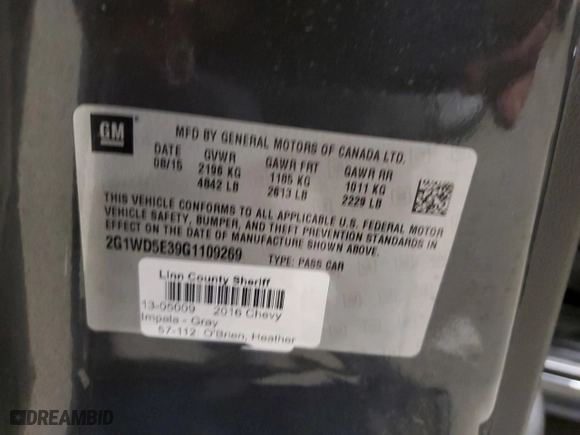 GM
MFD BY GENERAL MOTORS OF CANADA LTD.
DATE GVWR GAWR FRT GAWR RR
08/15 2196 KG 1185 KG 1011 KG
4842 LB 2613 LB 2229 LB
THIS VEHICLE CONFORMS TO ALL APPLICABLE U.S. FEDERAL MOTOR
VEHICLE SAFETY, BUMPER, AND THEFT PREVENTION STANDARDS IN
EFFECT ON THE DATE OF MANUFACTURE SHOWN ABOVE.
2G1WD5E39G1109269 TYPE: PASS CAR
Linn County Sheriff
13-05009 2016 Chevy
Impala - Gray
57-112: O'Brien, Heather
DREAMBID